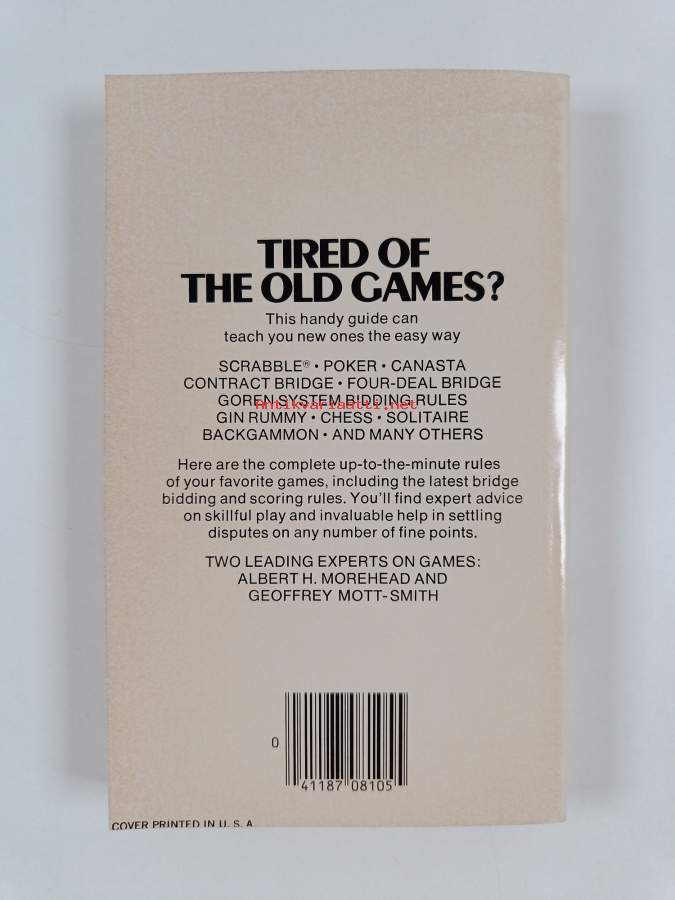 TIRED OF
THE OLD GAMES?
This handy guide can
teach you new ones the easy way
SCRABBLE® • POKER • CANASTA
CONTRACT BRIDGE • FOUR-DEAL BRIDGE
GOREN SYSTEM BIDDING RULES
Antikvariaatti.net
GIN RUMMY • CHESS • SOLITAIRE
BACKGAMMON • AND MANY OTHERS
Here are the complete up-to-the-minute rules
of your favorite games, including the latest bridge
bidding and scoring rules. You'll find expert advice
on skillful play and invaluable help in settling
disputes on any number of fine points.
TWO LEADING EXPERTS ON GAMES:
ALBERT H. MOREHEAD AND
GEOFFREY MOTT-SMITH
0
41187 08105
COVER PRINTED IN U. S. A.